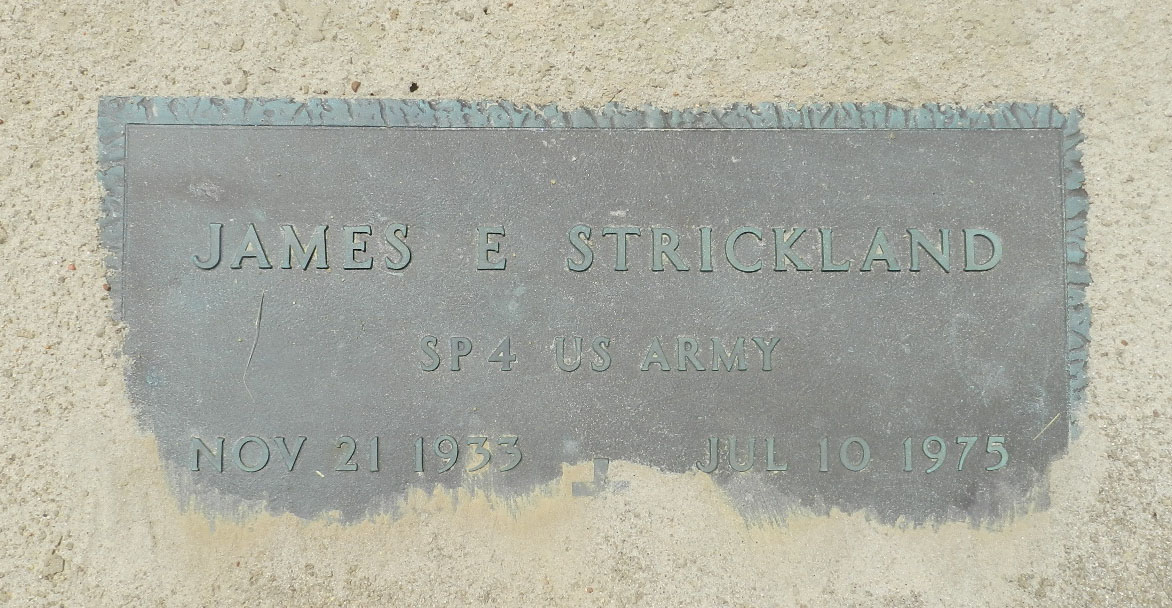 JAMES E STRICKLAND
SP4 US ARMY
NOV 21 1933 JUL 10 1975